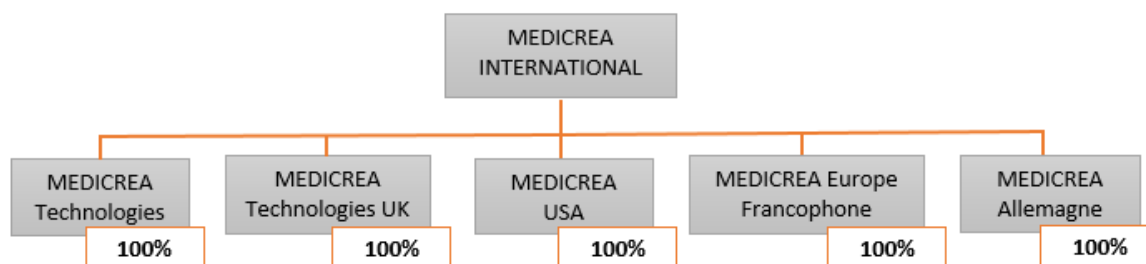 MEDICREA
INTERNATIONAL
MEDICREA
Technologies
100%
MEDICREA
Technologies UK
100%
MEDICREA
USA
100%
MEDICREA Europe
Francophone
100%
MEDICREA
Allemagne
100%